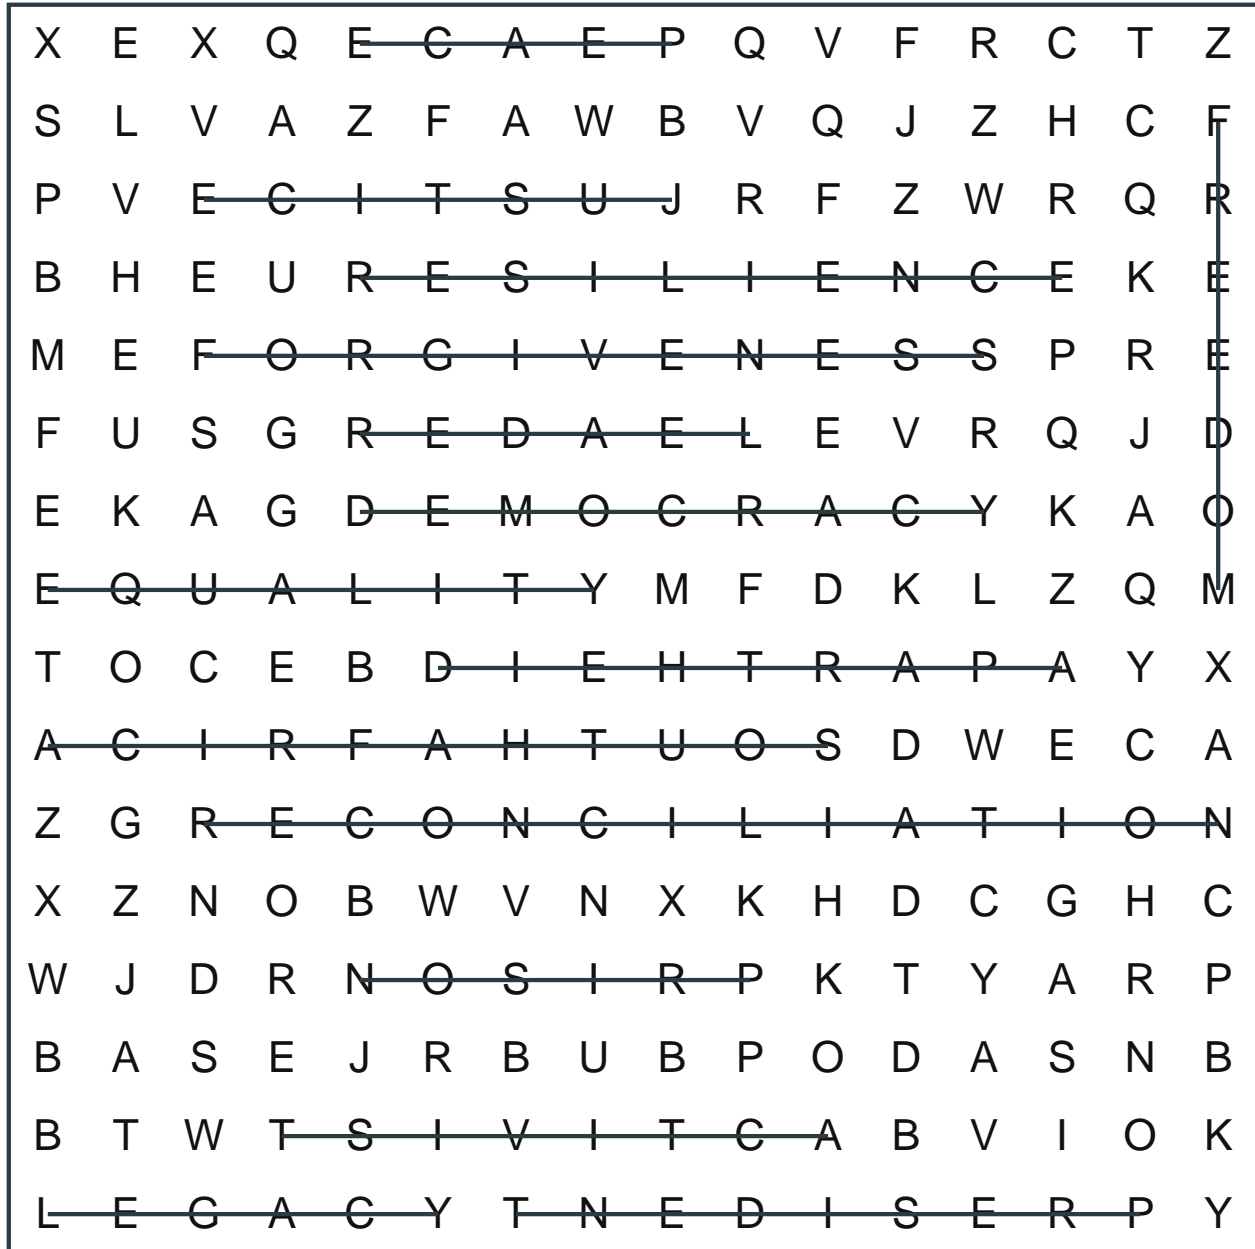 X E X Q E C A E P Q V F R C T Z
S L V A Z F A W B V Q J Z H C F
P V E C I T S U J R F Z W R Q R
B H E U R E S I L I E N C E K E
M E F O R G I V E N E S S P R E
F U S G R E D A E L E V R Q J D
E K A G D E M O C R A C Y K A O
E Q U A L I T Y M F D K L Z Q M
T O C E B D I E H T R A P A Y X
A C I R F A H T U O S D W E C A
Z G R E C O N C I L I A T I O N
X Z N O B W V N X K H D C G H C
W J D R N O S I R P K T Y A R P
B A S E J R B U B P O D A S N B
B T W T S I V I T C A B V I O K
L E G A C Y T N E D I S E R P Y